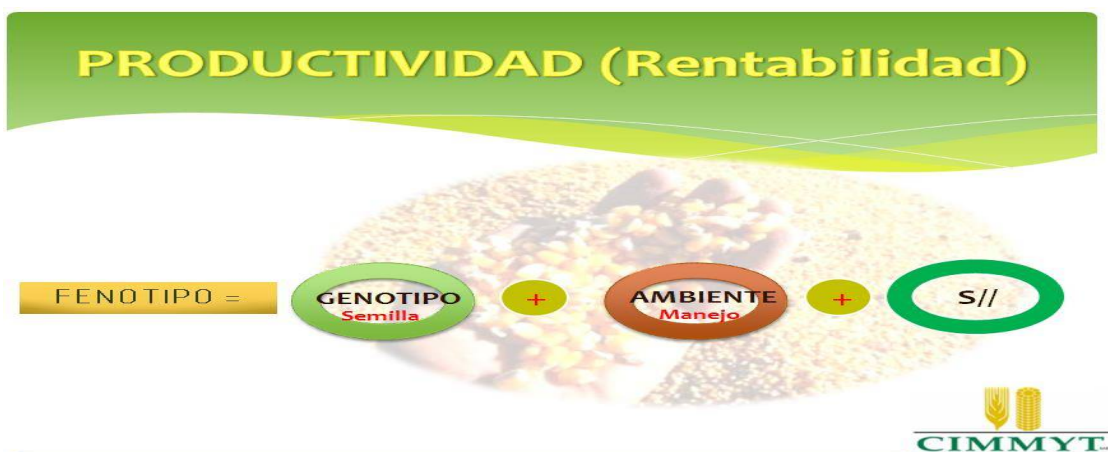 PRODUCTIVIDAD (Rentabilidad)
FENOTIPO = GENOTIPO + AMBIENTE + S//
Semilla Manejo
CIMMYT